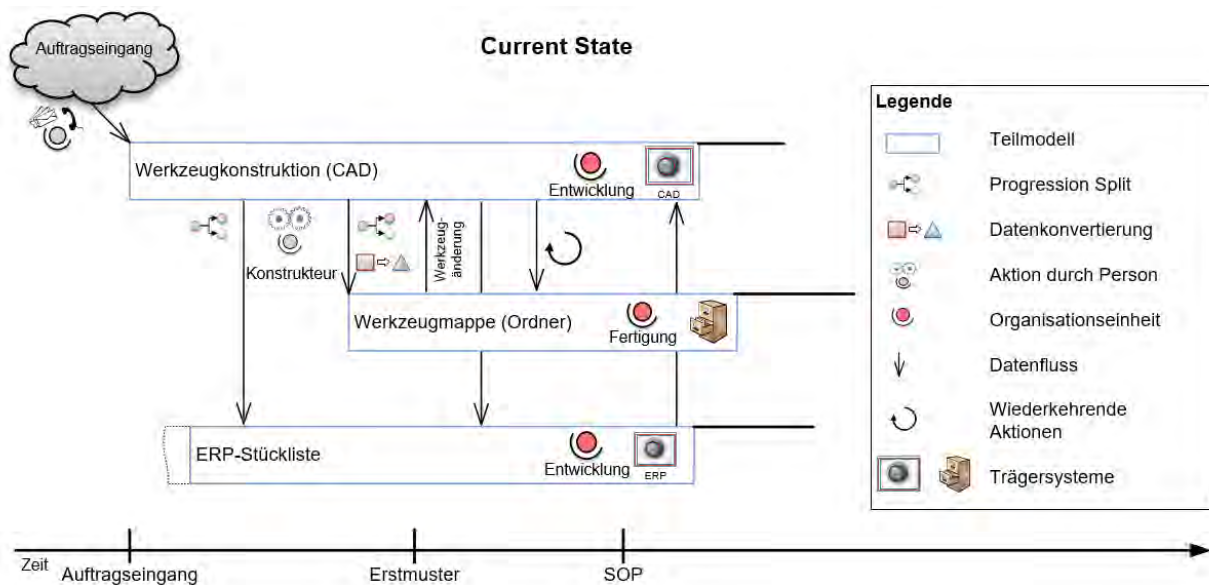 Current State
Auftragseingang
Werkzeugkonstruktion (CAD)
Entwicklung
CAD
Konstrukteur
Werkzeug-
änderung
Werkzeugmappe (Ordner)
Fertigung
ERP-Stückliste
Entwicklung
ERP
Legende
Teilmodell
Progression Split
Datenkonvertierung
Aktion durch Person
Organisationseinheit
Datenfluss
Wiederkehrende
Aktionen
Trägersysteme
Zeit
Auftragseingang
Erstmuster
SOP